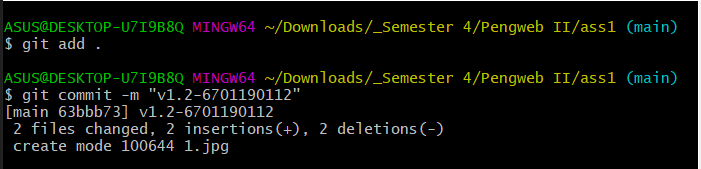 ASUS@DESKTOP-U7I9B8Q MINGW64 ~/Downloads/_Semester 4/Pengweb II/ass1 (main)
$ git add .
ASUS@DESKTOP-U7I9B8Q MINGW64 ~/Downloads/_Semester 4/Pengweb II/ass1 (main)
$ git commit -m "v1.2-6701190112"
[main 63bbb73] v1.2-6701190112
 2 files changed, 2 insertions(+), 2 deletions(-)
 create mode 100644 1.jpg